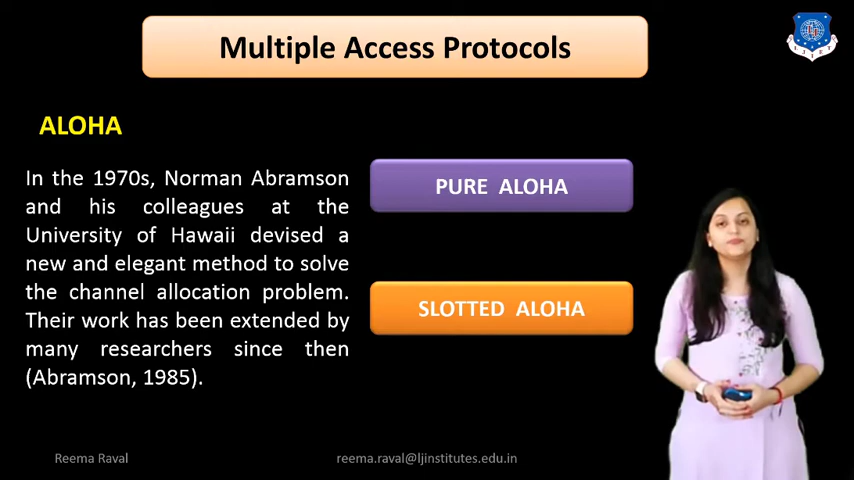 Multiple Access Protocols
ALOHA
In the 1970s, Norman Abramson
and his colleagues at the
University of Hawaii devised a
new and elegant method to solve
the channel allocation problem.
Their work has been extended by
many researchers since then
(Abramson, 1985).
PURE ALOHA
SLOTTED ALOHA
Reema Raval
reema.raval@ljinstitutes.edu.in